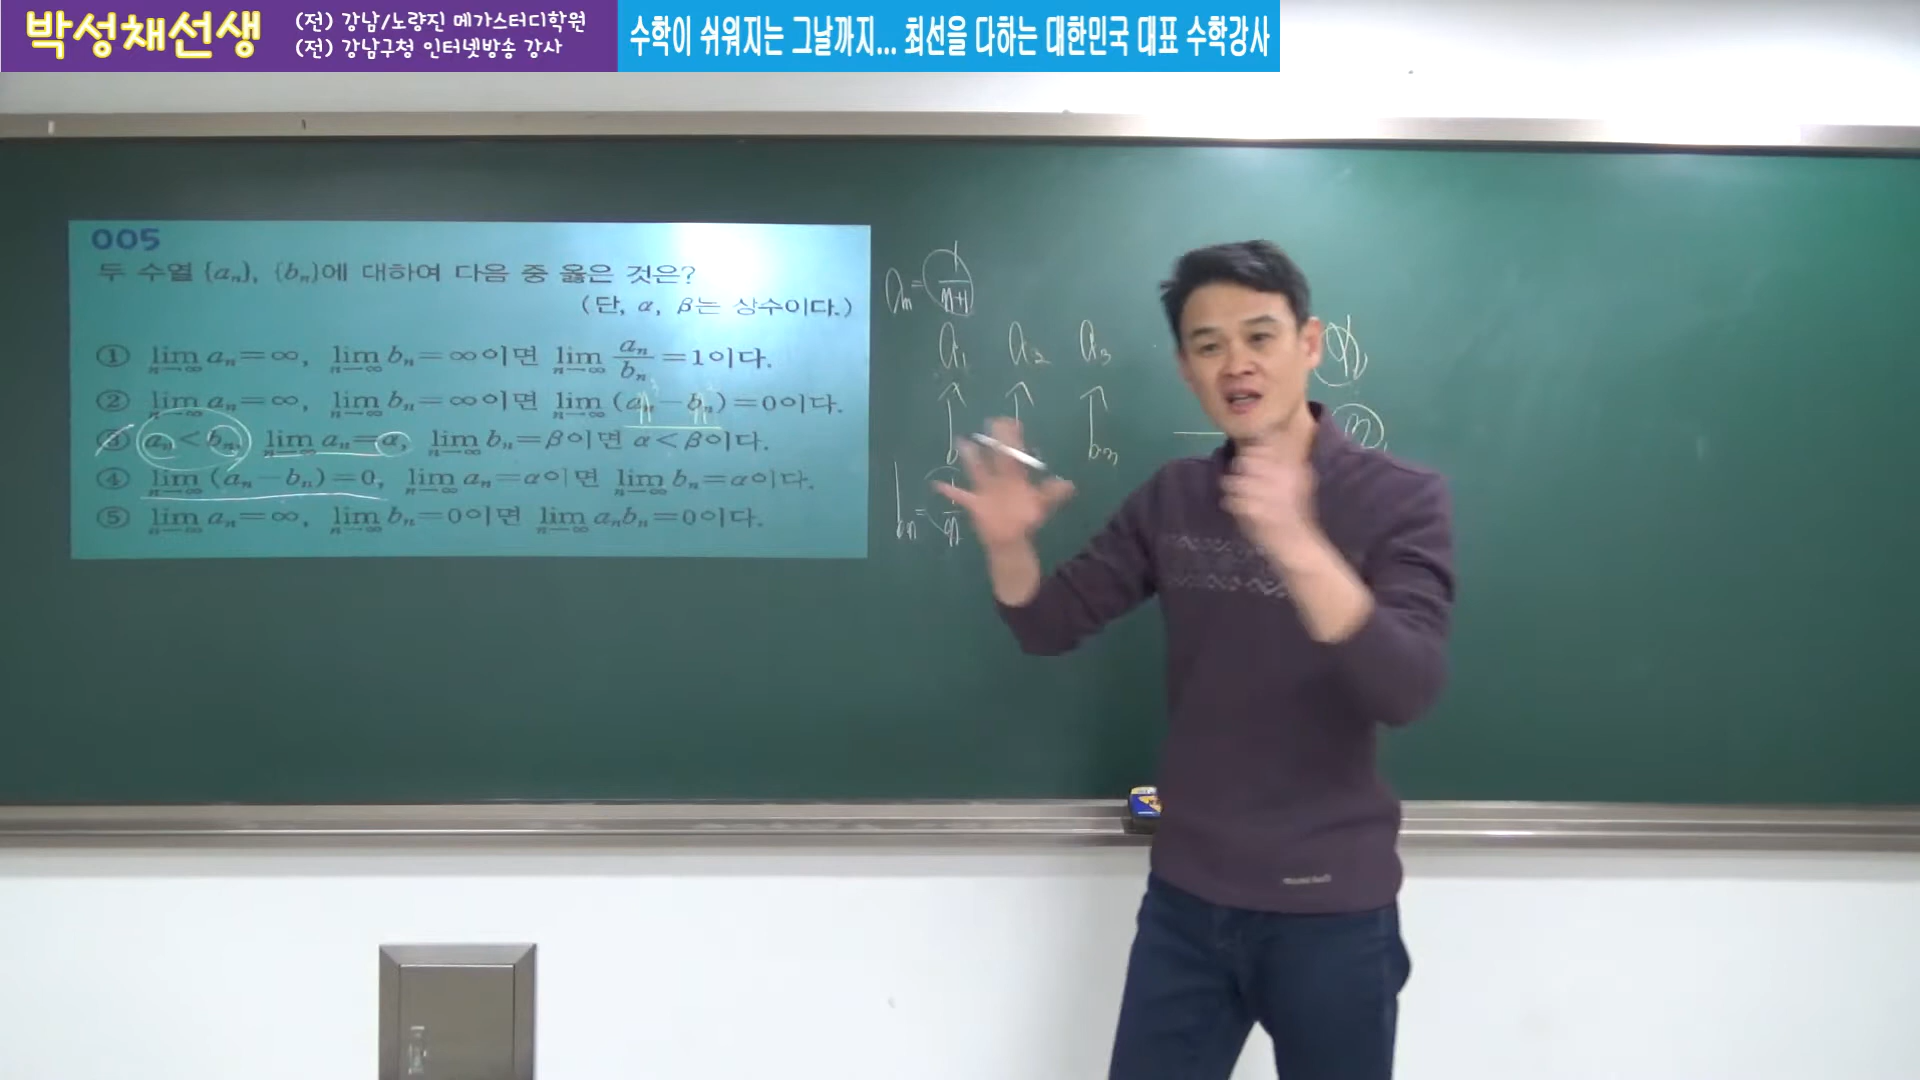 박성채선생
(전) 강남/노량진 메가스터디학원
(전) 강남구청 인터넷방송 강사
수학이 쉬워지는 그날까지... 최선을 다하는 대한민국 대표 수학강사
005
두 수열 {aₙ}, {bₙ}에 대하여 다음 중 옳은 것은?
(단, α, β는 상수이다.)
① lim n→∞ aₙ=∞, lim n→∞ bₙ=∞이면 lim n→∞ aₙ/bₙ=1이다.
② lim n→∞ aₙ=∞, lim n→∞ bₙ=∞이면 lim n→∞ (aₙ-bₙ)=0이다.
③ aₙ<bₙ, lim n→∞ aₙ=α, lim n→∞ bₙ=β이면 α<β이다.
④ lim n→∞ (aₙ-bₙ)=0, lim n→∞ aₙ=α이면 lim n→∞ bₙ=α이다.
⑤ lim n→∞ aₙ=∞, lim n→∞ bₙ=0이면 lim n→∞ aₙbₙ=0이다.
aₙ=1/n+1
a₁ a₂ a₃
bₙ=1/n